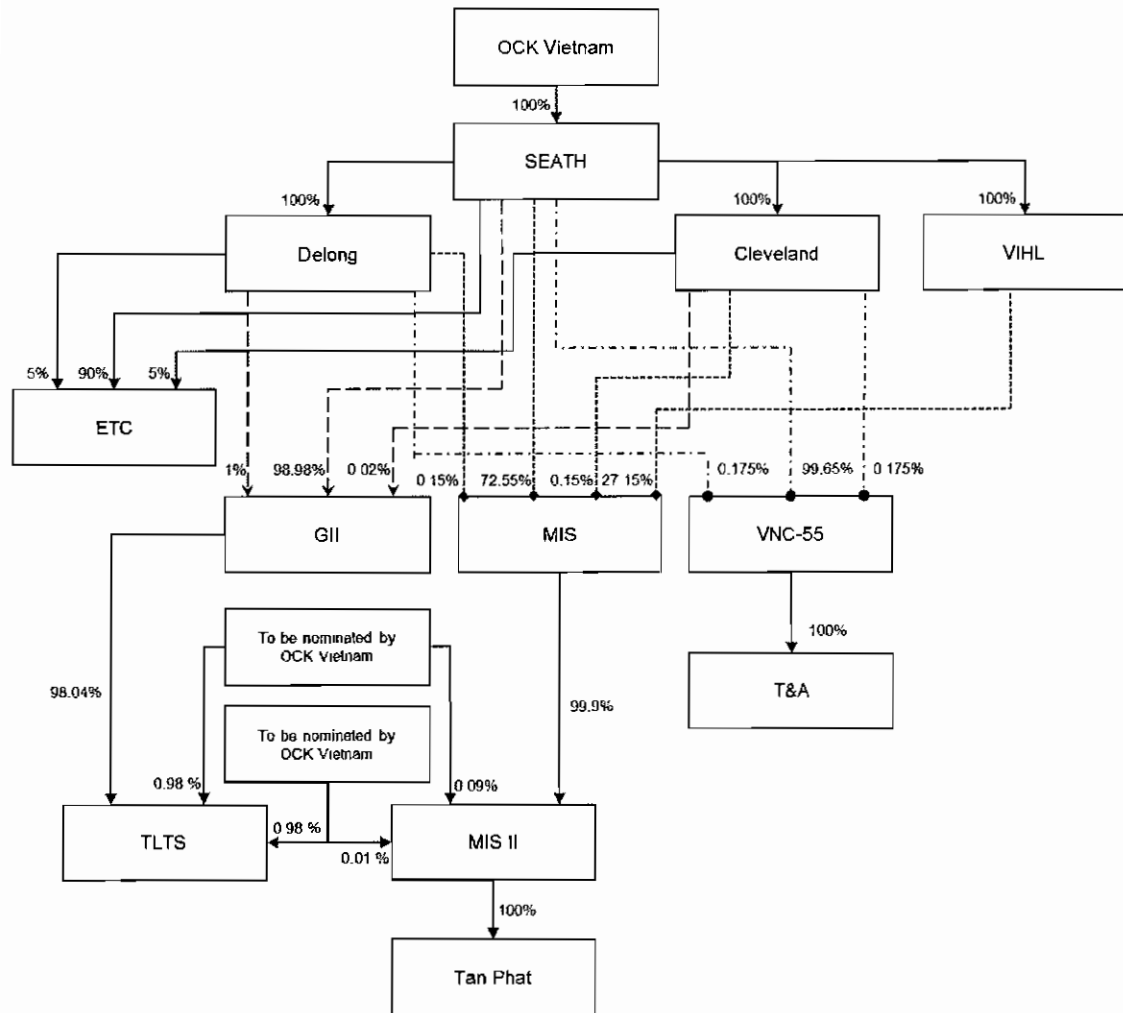 OCK Vietnam
100%
SEATH
100%
100%
100%
Delong
Cleveland
VIHL
5%
90%
5%
ETC
1%
98.98%
0 02%
0 15%
72.55%
0.15%
27 15%
0.175%
99.65%
0 175%
GII
MIS
VNC-55
To be nominated by
OCK Vietnam
100%
T&A
98.04%
99.9%
To be nominated by
OCK Vietnam
0.98 %
0 09%
TLTS
0 98 %
0.01 %
MIS II
100%
Tan Phat